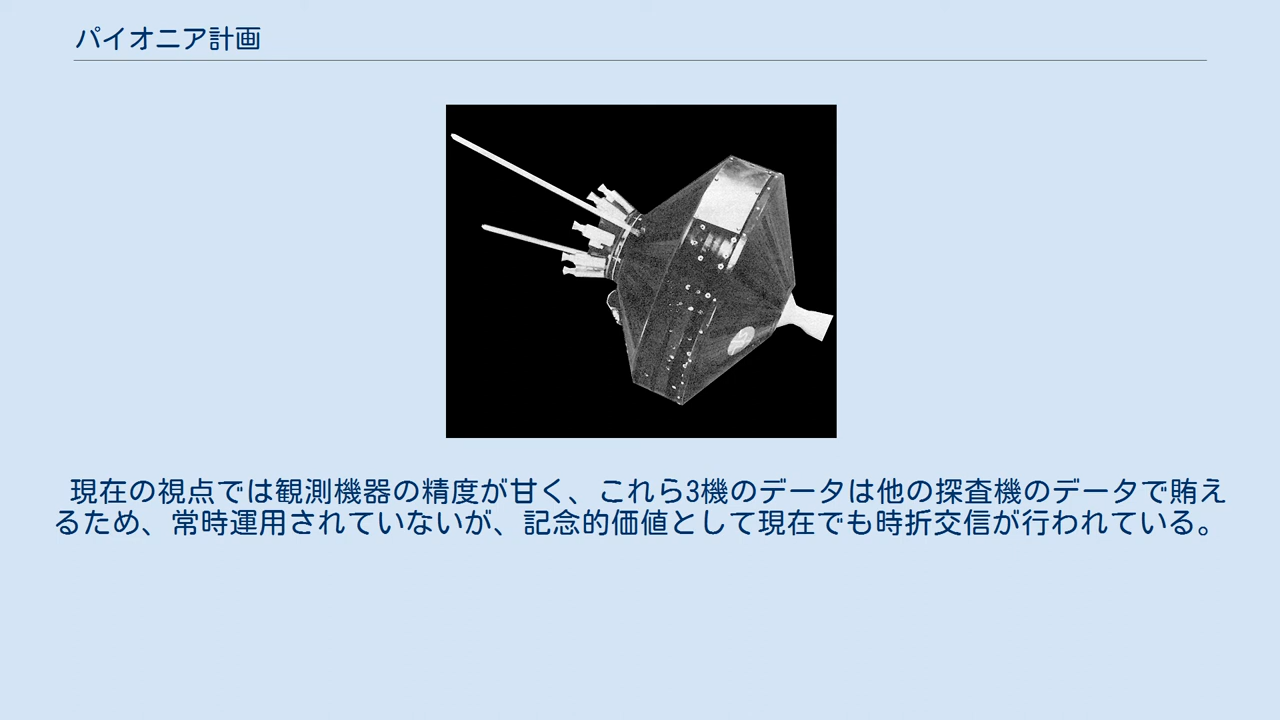 パイオニア計画
現在の視点では観測機器の精度が甘く、これら3機のデータは他の探査機のデータで賄え
るため、常時運用されていないが、記念的価値として現在でも時折交信が行われている。